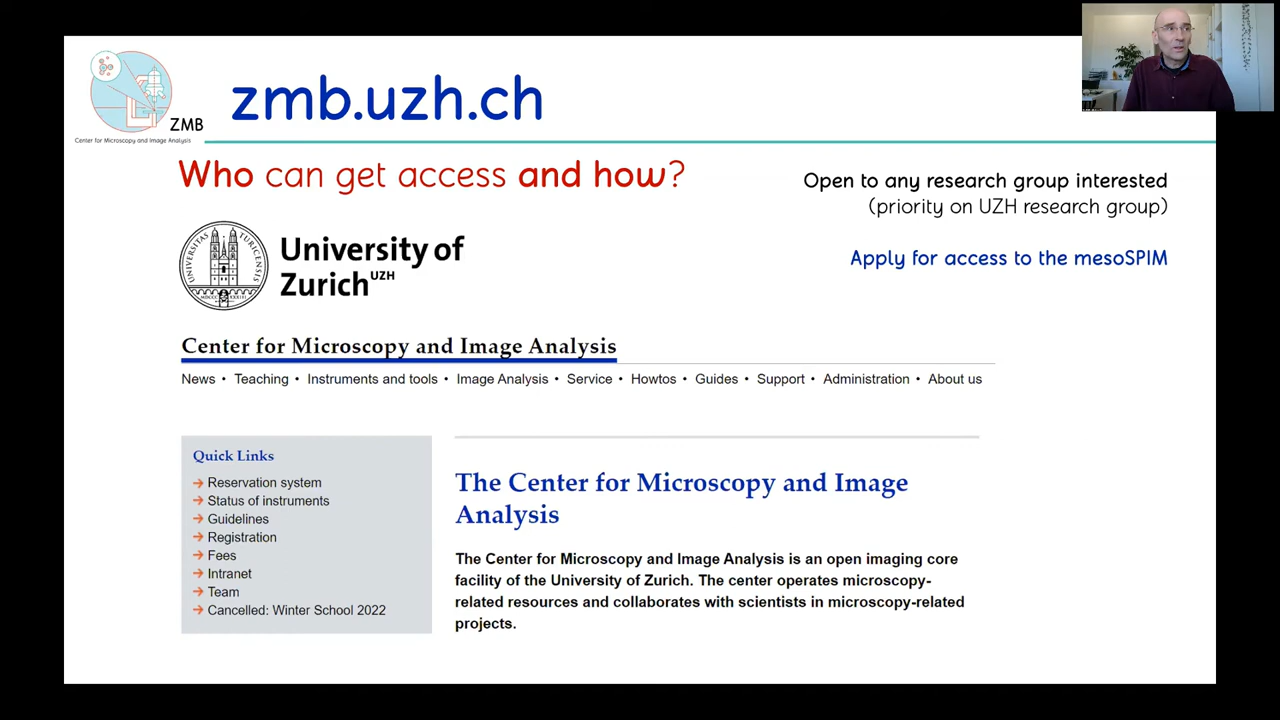 ZMB
Center for Microscopy and Image Analysis
zmb.uzh.ch
Who can get access and how?
Open to any research group interested
(priority on UZH research group)
Apply for access to the mesoSPIM
UNIVERSITAS TURICENSIS
MDCCC XXXIII
University of
Zurich UZH
Center for Microscopy and Image Analysis
News • Teaching • Instruments and tools • Image Analysis • Service • Howtos • Guides • Support • Administration • About us
Quick Links
→ Reservation system
→ Status of instruments
→ Guidelines
→ Registration
→ Fees
→ Intranet
→ Team
→ Cancelled: Winter School 2022
The Center for Microscopy and Image
Analysis
The Center for Microscopy and Image Analysis is an open imaging core
facility of the University of Zurich. The center operates microscopy-
related resources and collaborates with scientists in microscopy-related
projects.